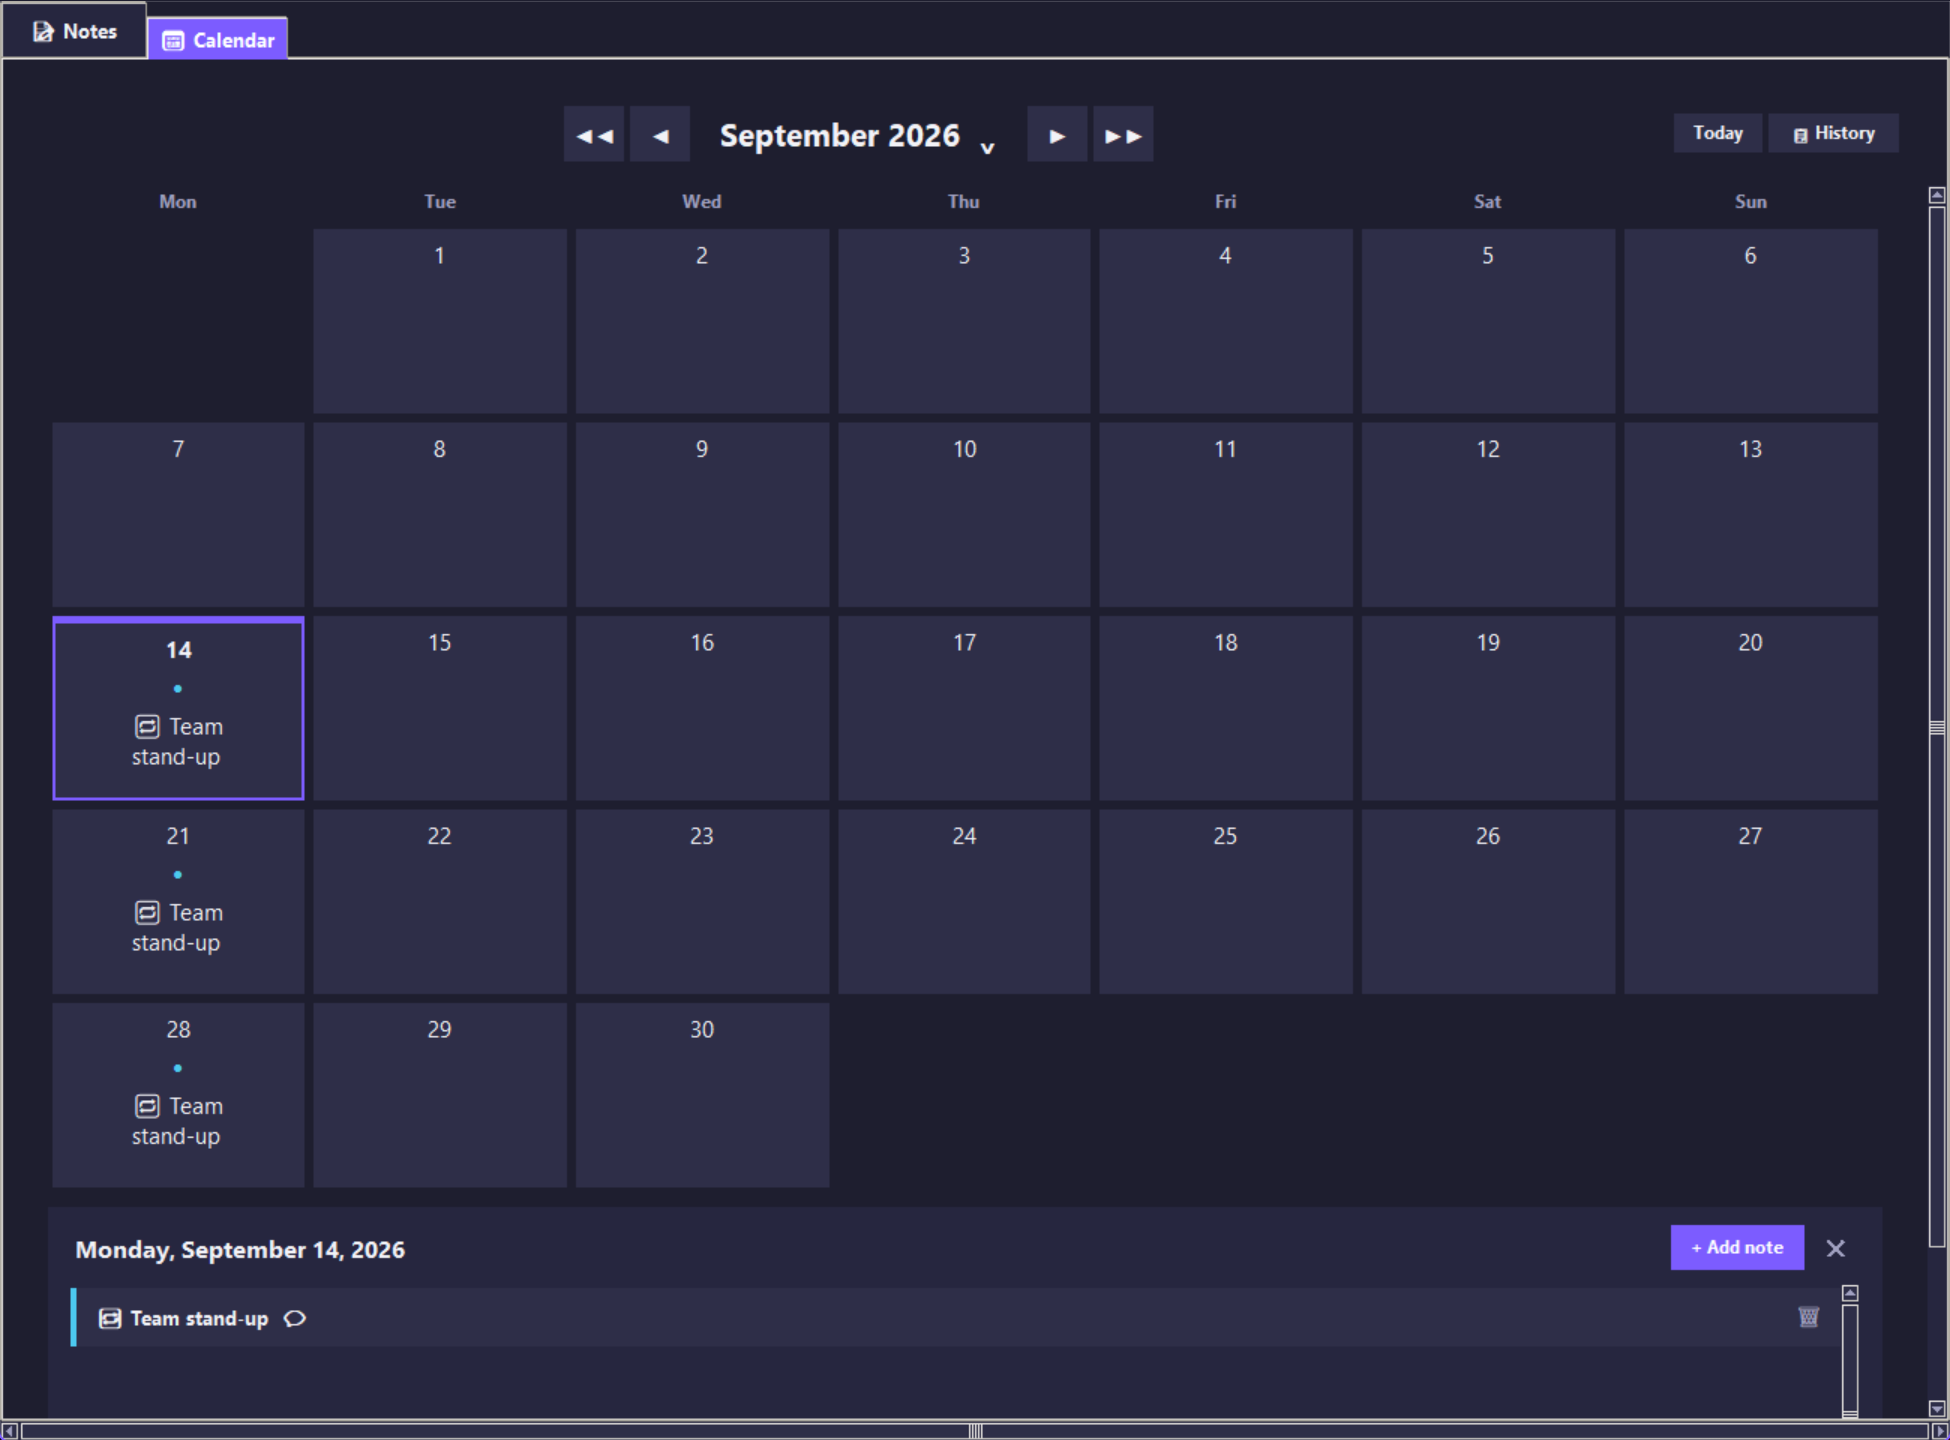 Notes
Calendar
September 2026
Today
History
Mon Tue Wed Thu Fri Sat Sun
1 2 3 4 5 6
7 8 9 10 11 12 13
14 15 16 17 18 19 20
Team
stand-up
21 22 23 24 25 26 27
Team
stand-up
28 29 30
Team
stand-up
Monday, September 14, 2026
+ Add note
Team stand-up